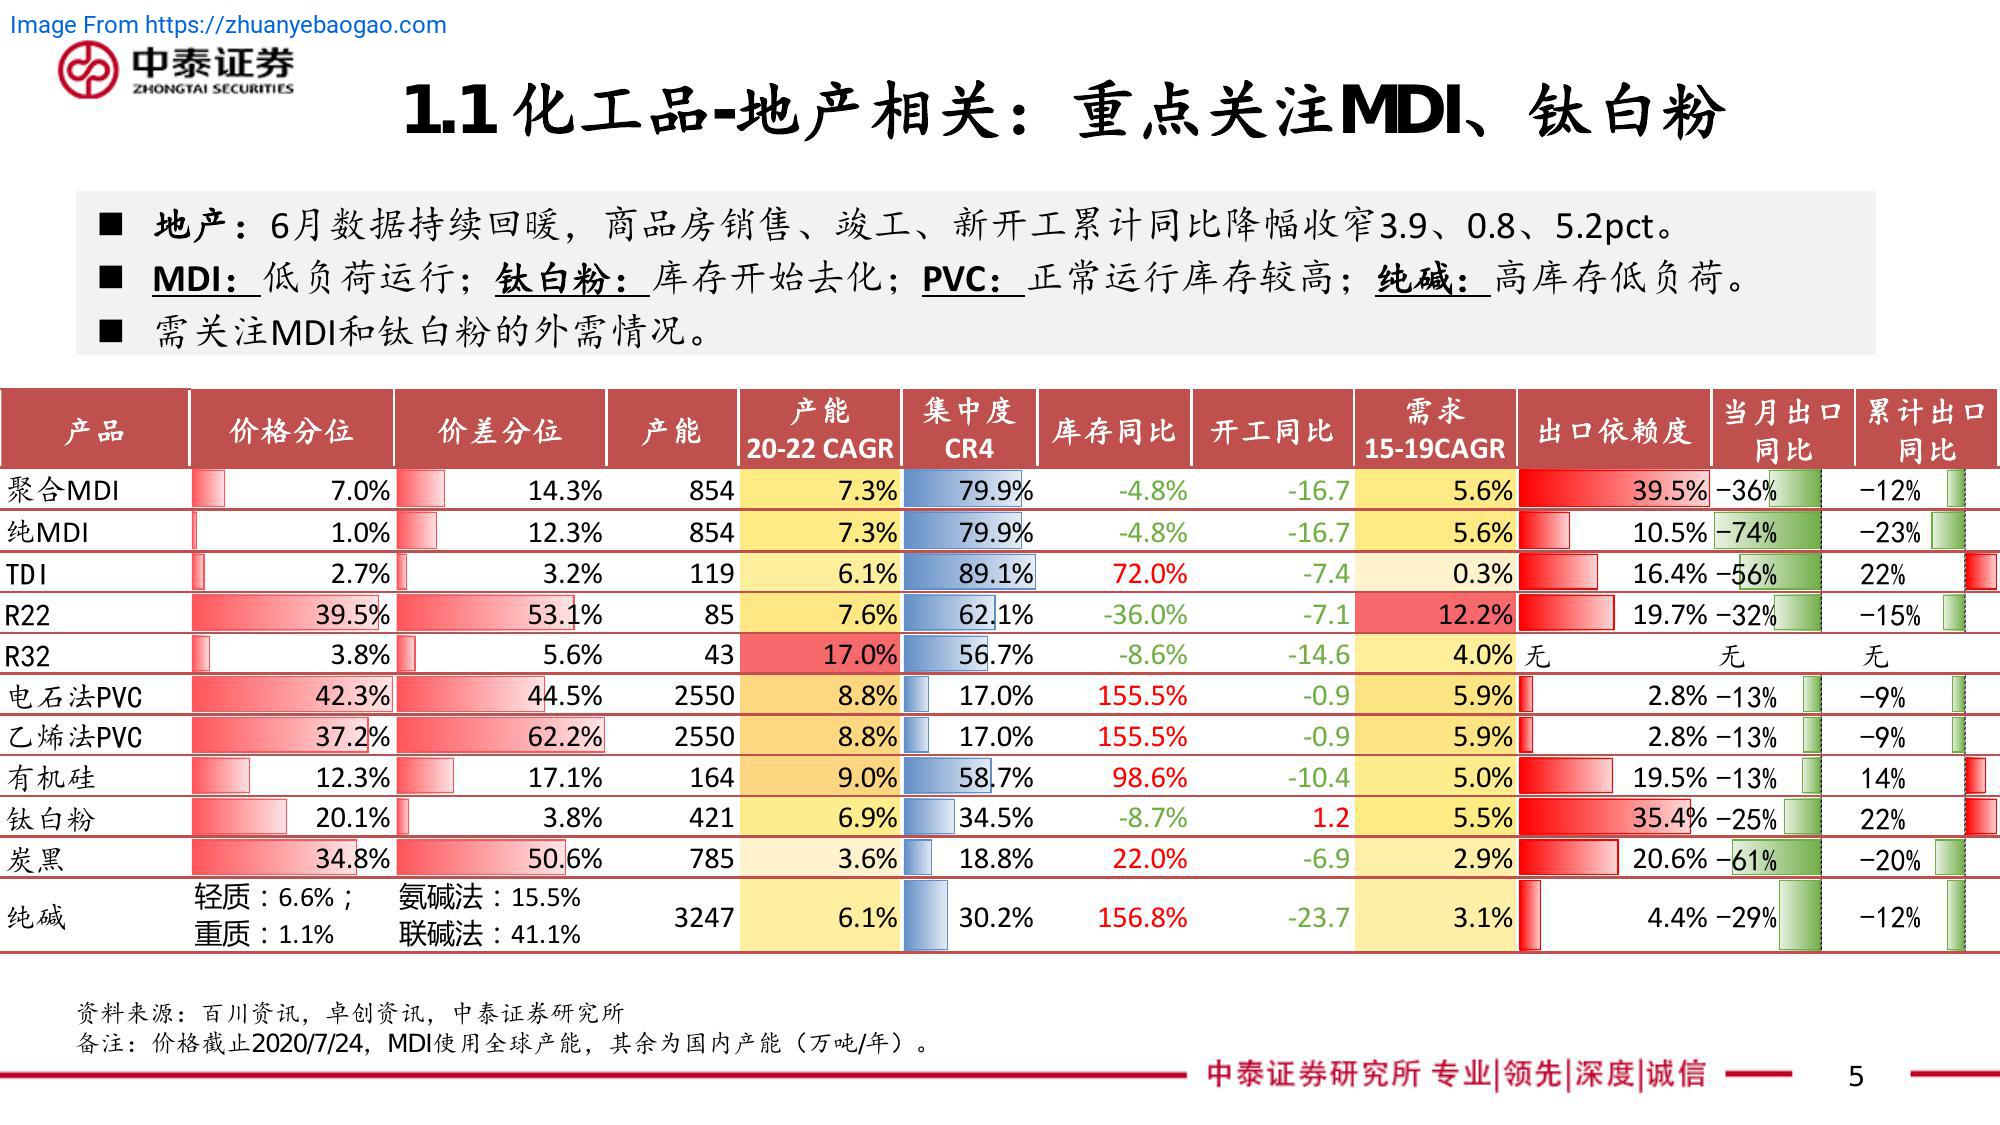 Image From https://zhuanyebaogao.com
中泰证券
ZHONGTAI SECURITIES
1.1 化工品-地产相关：重点关注MDI、钛白粉
■ 地产：6月数据持续回暖，商品房销售、竣工、新开工累计同比降幅收窄3.9、0.8、5.2pct。
■ MDI：低负荷运行；钛白粉：库存开始去化；PVC：正常运行库存较高；纯碱：高库存低负荷。
■ 需关注MDI和钛白粉的外需情况。
产品 价格分位 价差分位 产能 产能 20-22 CAGR 集中度 CR4 库存同比 开工同比 需求 15-19CAGR 出口依赖度 当月出口同比 累计出口同比
聚合MDI 7.0% 14.3% 854 7.3% 79.9% -4.8% -16.7 5.6% 39.5% -36% -12%
纯MDI 1.0% 12.3% 854 7.3% 79.9% -4.8% -16.7 5.6% 10.5% -74% -23%
TDI 2.7% 3.2% 119 6.1% 89.1% 72.0% -7.4 0.3% 16.4% -56% 22%
R22 39.5% 53.1% 85 7.6% 62.1% -36.0% -7.1 12.2% 19.7% -32% -15%
R32 3.8% 5.6% 43 17.0% 56.7% -8.6% -14.6 4.0% 无 无 无
电石法PVC 42.3% 44.5% 2550 8.8% 17.0% 155.5% -0.9 5.9% 2.8% -13% -9%
乙烯法PVC 37.2% 62.2% 2550 8.8% 17.0% 155.5% -0.9 5.9% 2.8% -13% -9%
有机硅 12.3% 17.1% 164 9.0% 58.7% 98.6% -10.4 5.0% 19.5% -13% 14%
钛白粉 20.1% 3.8% 421 6.9% 34.5% -8.7% 1.2 5.5% 35.4% -25% 22%
炭黑 34.8% 50.6% 785 3.6% 18.8% 22.0% -6.9 2.9% 20.6% -61% -20%
纯碱 轻质：6.6%；重质：1.1% 氨碱法：15.5% 联碱法：41.1% 3247 6.1% 30.2% 156.8% -23.7 3.1% 4.4% -29% -12%
资料来源：百川资讯，卓创资讯，中泰证券研究所
备注：价格截止2020/7/24，MDI使用全球产能，其余为国内产能（万吨/年）。
中泰证券研究所 专业|领先|深度|诚信
5